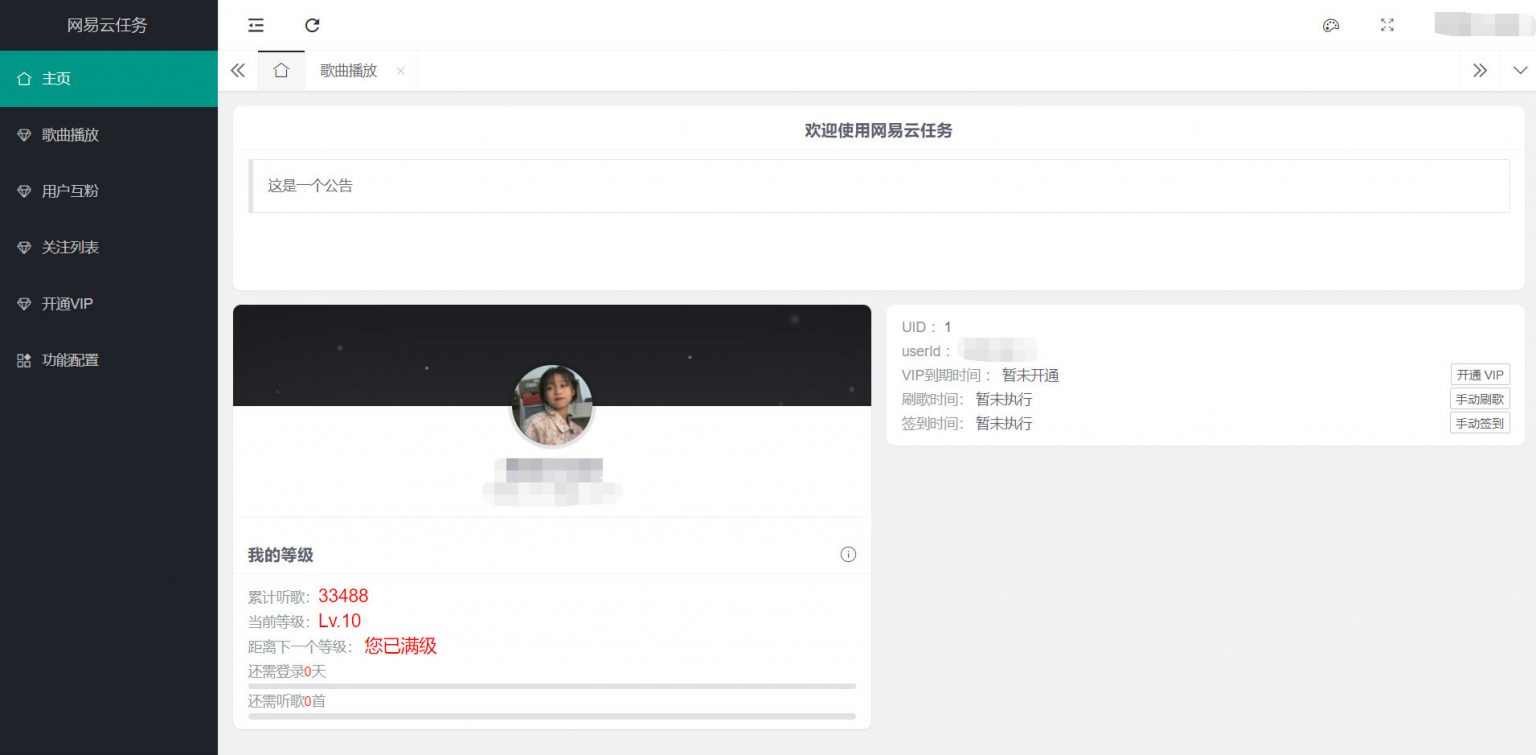 网易云任务
主页
歌曲播放
用户互粉
关注列表
开通VIP
功能配置
歌曲播放
欢迎使用网易云任务
这是一个公告
UID： 1
userId：
VIP到期时间： 暂未开通
开通 VIP
刷歌时间： 暂未执行
手动刷歌
签到时间： 暂未执行
手动签到
我的等级
累计听歌：33488
当前等级：Lv.10
距离下一个等级： 您已满级
还需登录0天
还需听歌0首